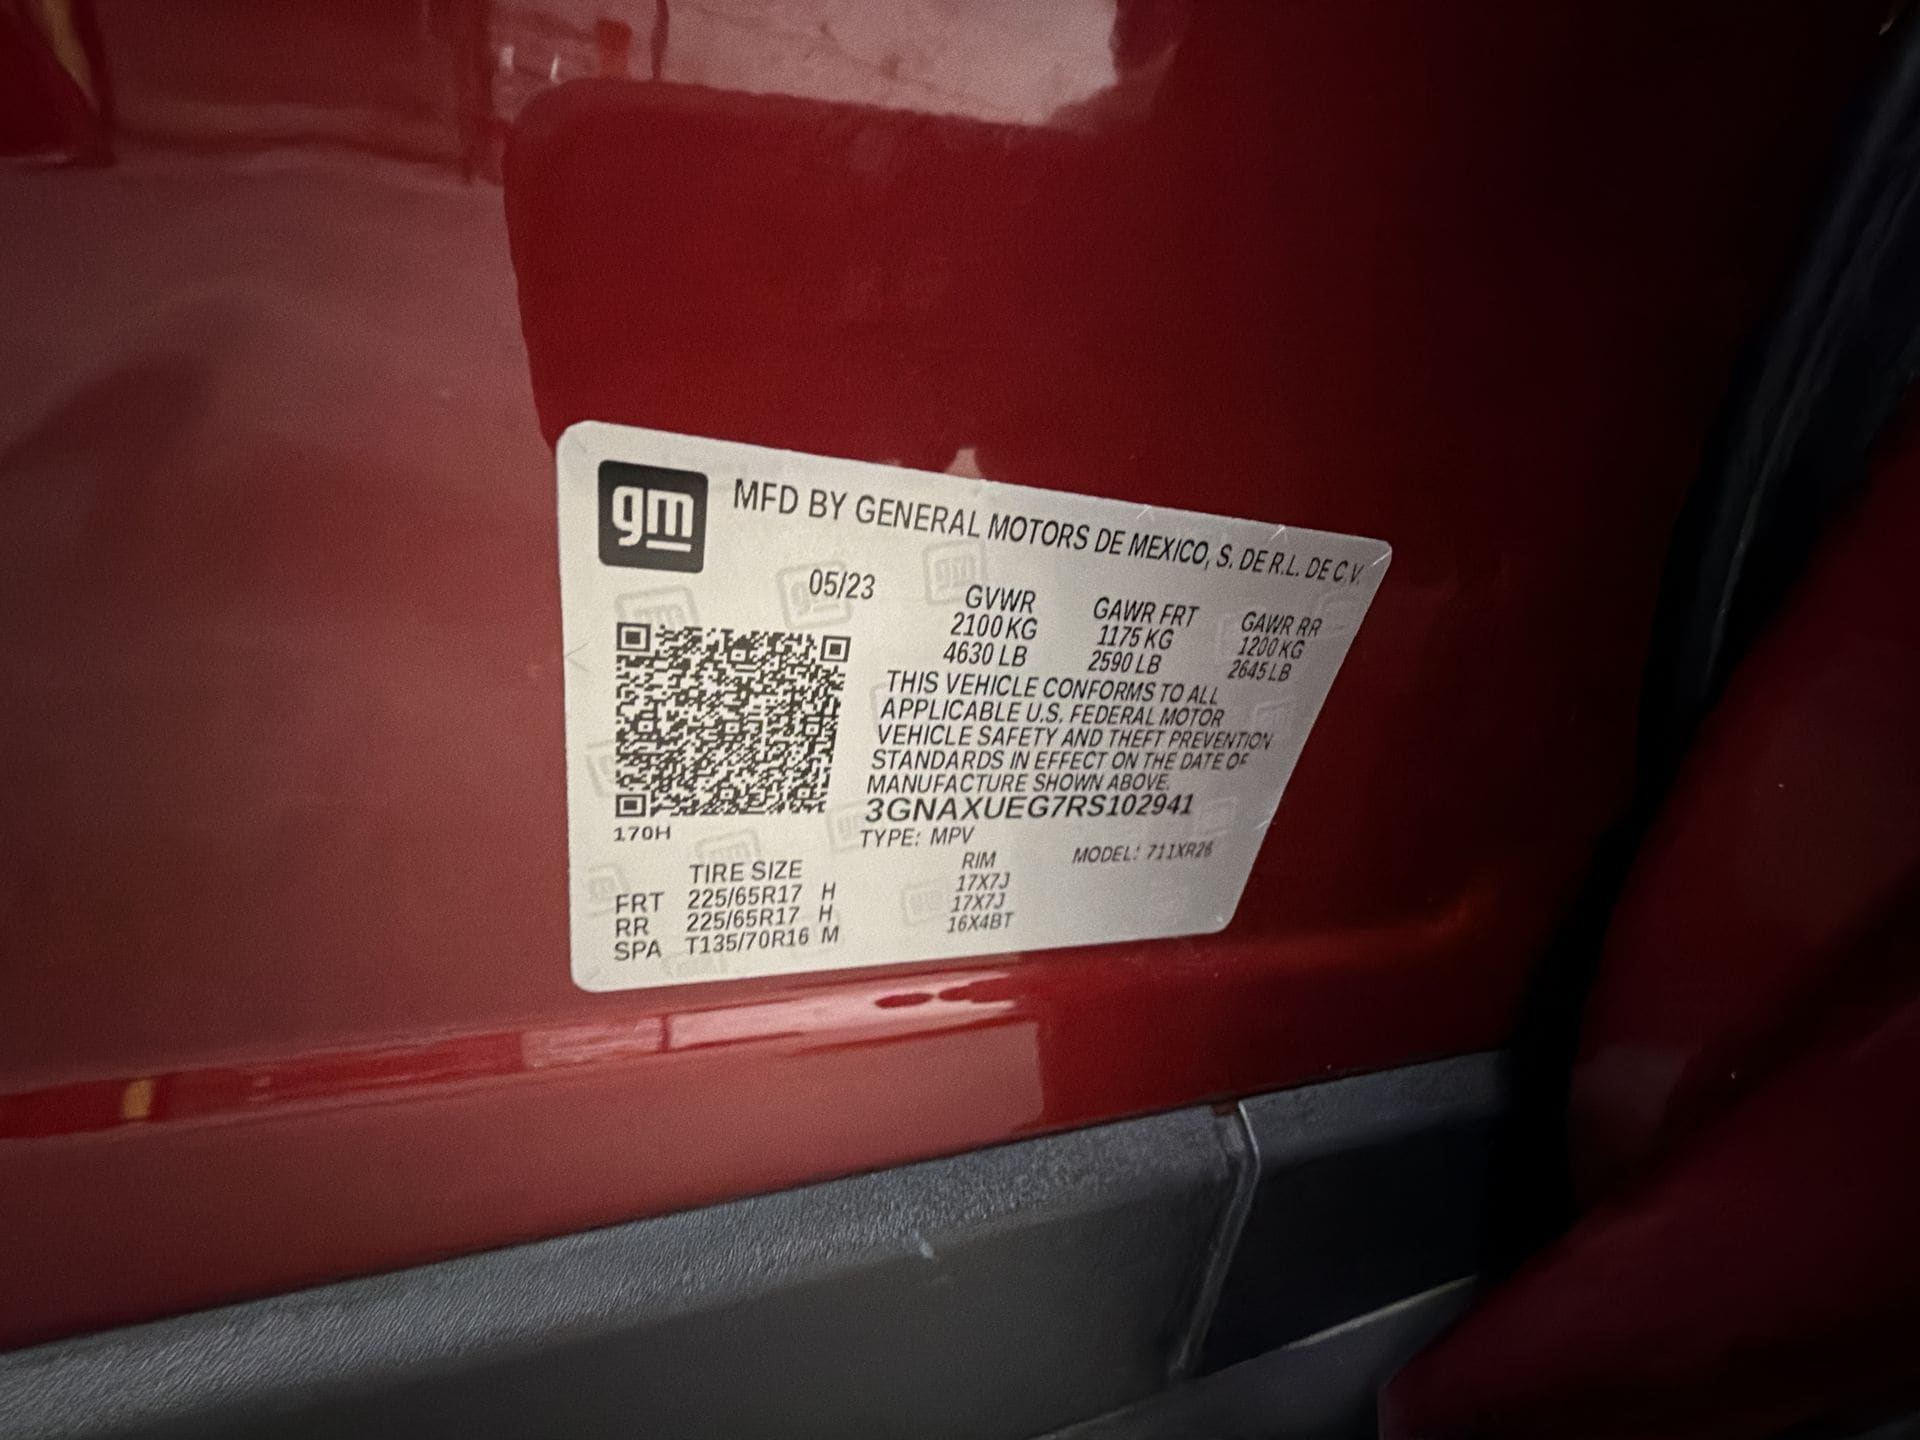 gm
MFD BY GENERAL MOTORS DE MEXICO, S. DE R.L. DE C.V.
05/23
GVWR GAWR FRT GAWR RR
2100 KG 1175 KG 1200 KG
4630 LB 2590 LB 2645 LB
THIS VEHICLE CONFORMS TO ALL
APPLICABLE U.S. FEDERAL MOTOR
VEHICLE SAFETY AND THEFT PREVENTION
STANDARDS IN EFFECT ON THE DATE OF
MANUFACTURE SHOWN ABOVE.
3GNAXUEG7RS102941
170H
TYPE: MPV MODEL: 711XR26
TIRE SIZE RIM
FRT 225/65R17 H 17X7J
RR 225/65R17 H 17X7J
SPA T135/70R16 M 16X4BT